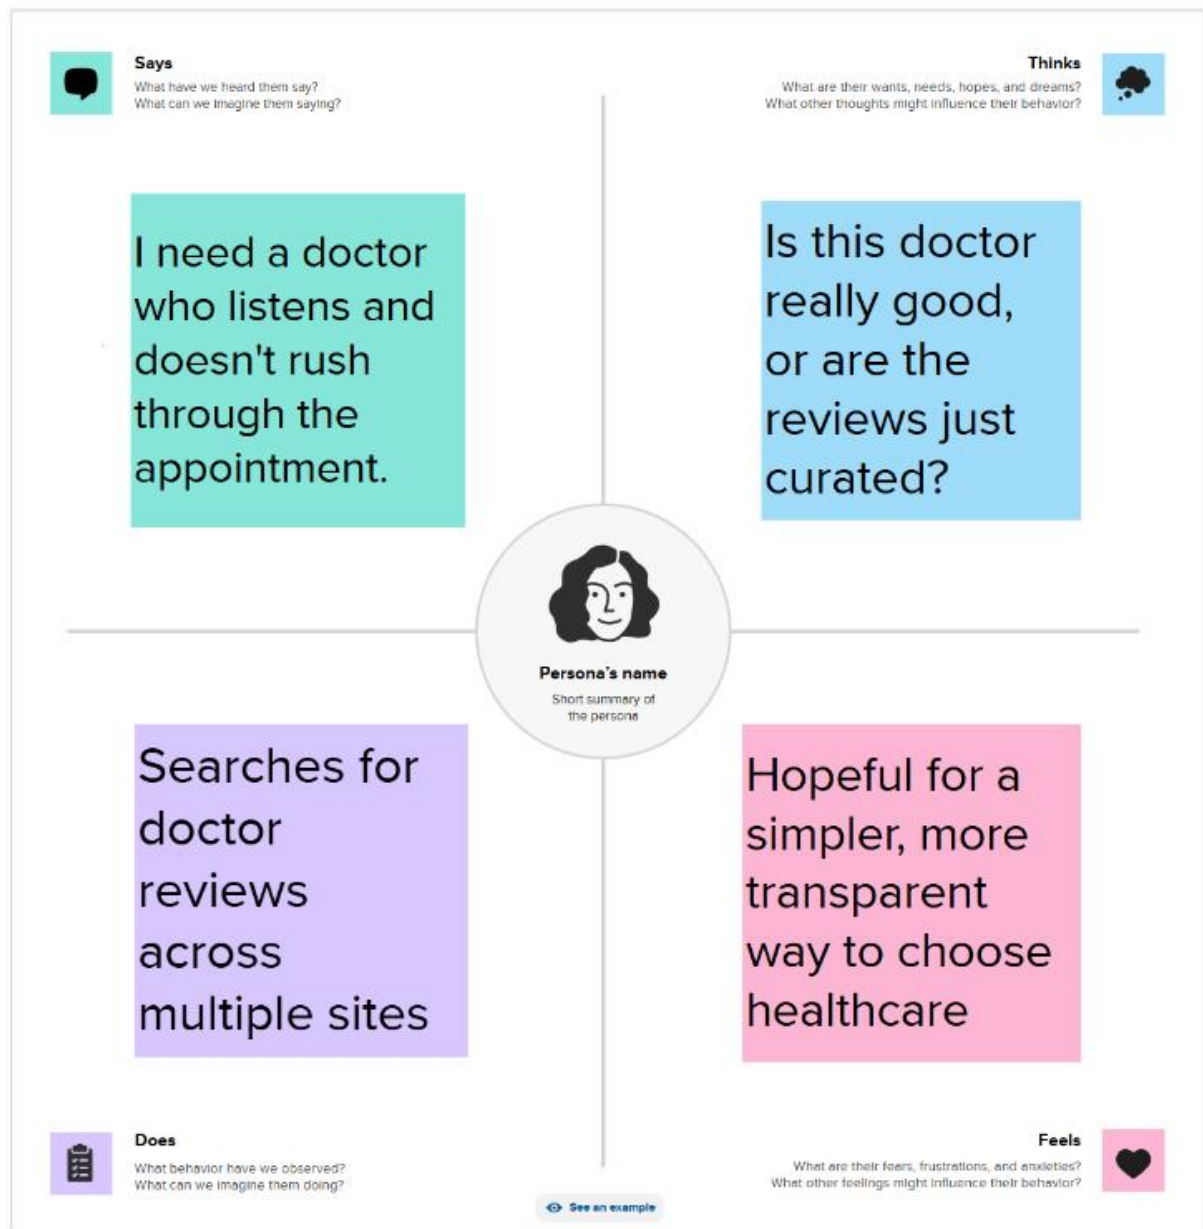 Says
What have we heard them say?
What can we imagine them saying?
Thinks
What are their wants, needs, hopes, and dreams?
What other thoughts might influence their behavior?
I need a doctor
who listens and
doesn't rush
through the
appointment.
Is this doctor
really good,
or are the
reviews just
curated?
Persona's name
Short summary of
the persona
Searches for
doctor
reviews
across
multiple sites
Hopeful for a
simpler, more
transparent
way to choose
healthcare
Does
What behavior have we observed?
What can we imagine them doing?
Feels
What are their fears, frustrations, and anxieties?
What other feelings might influence their behavior?
See an example